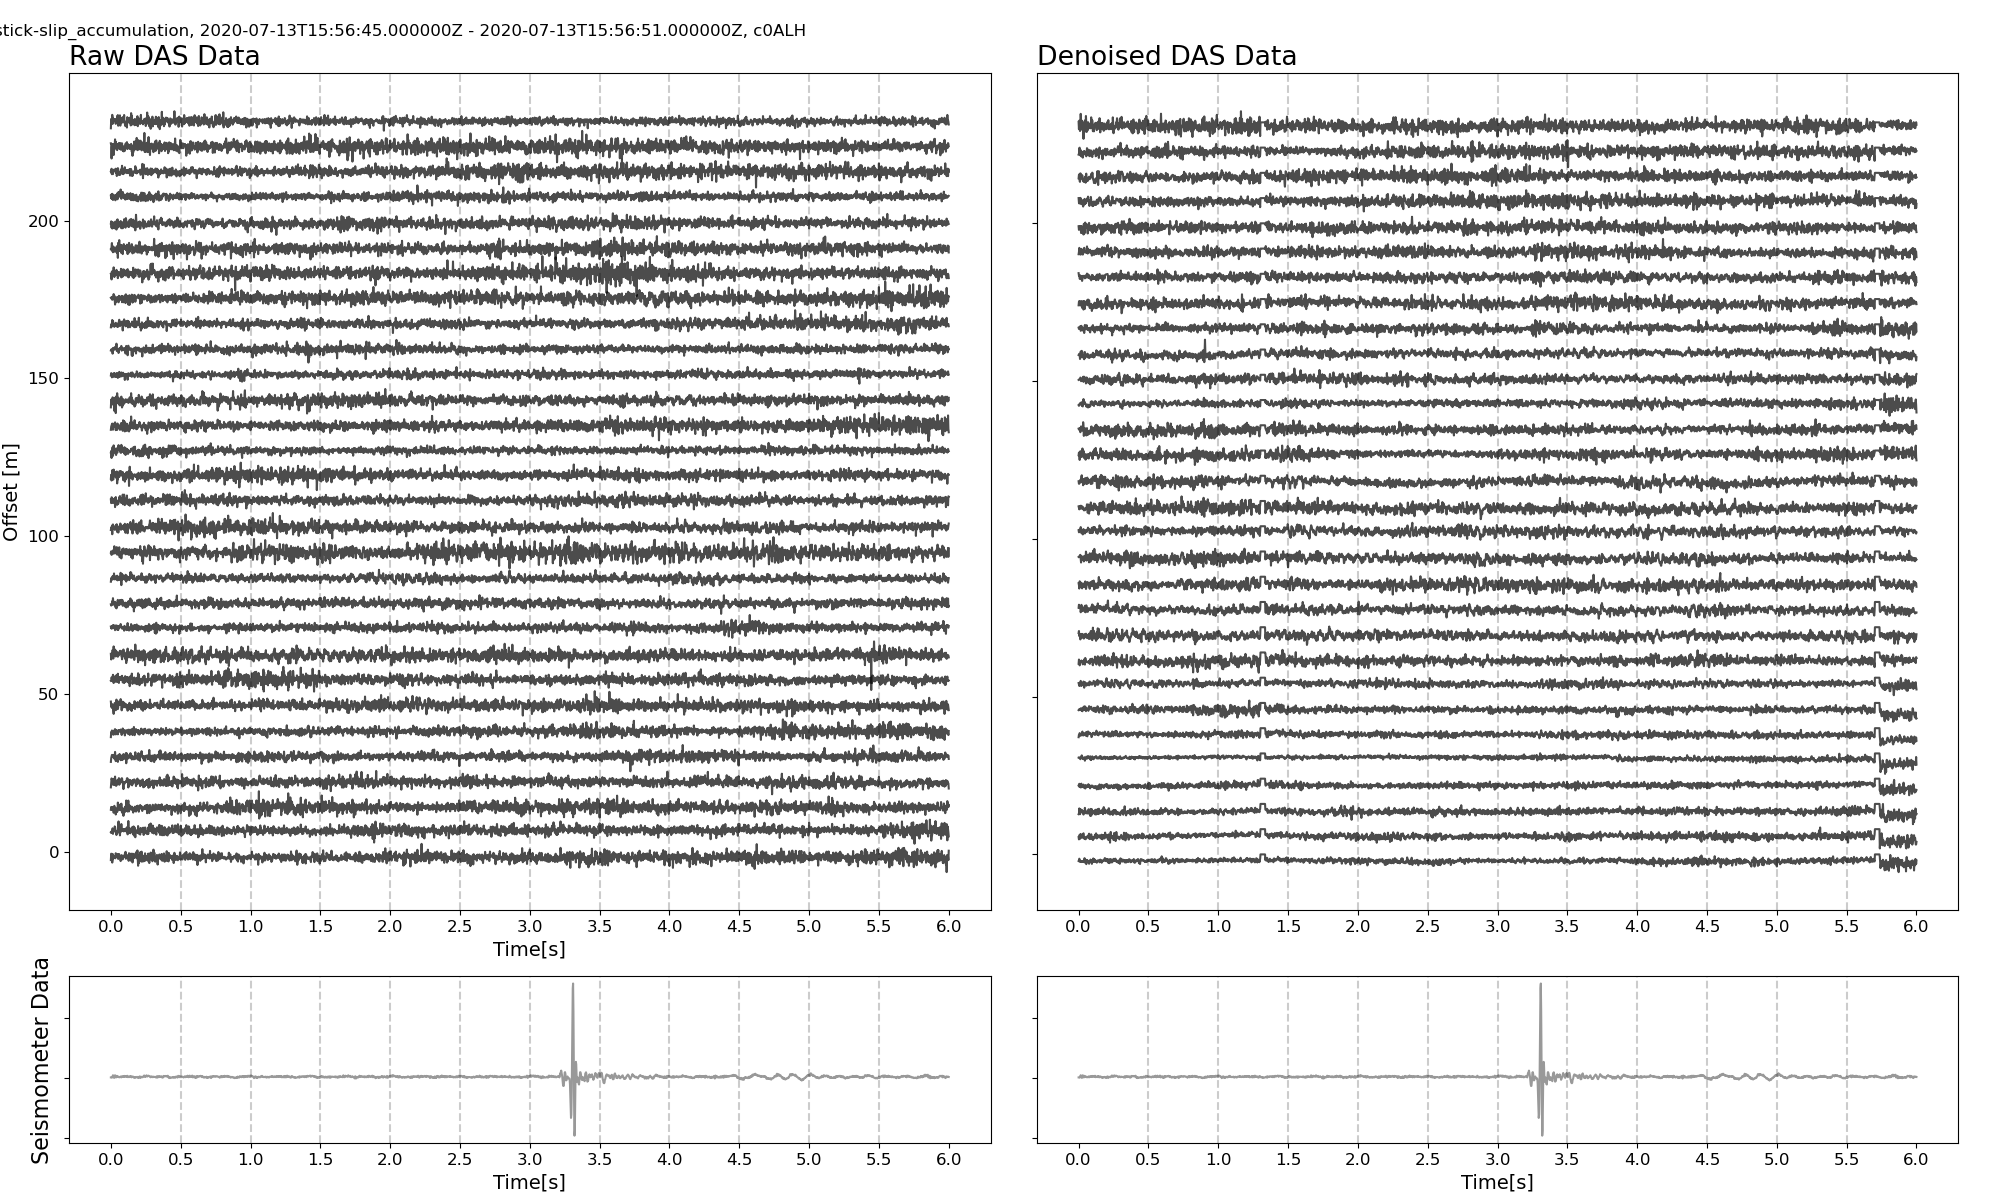 stick-slip_accumulation, 2020-07-13T15:56:45.000000Z - 2020-07-13T15:56:51.000000Z, c0ALH
Raw DAS Data
Denoised DAS Data
200
150
100
50
0
Offset [m]
0.0 0.5 1.0 1.5 2.0 2.5 3.0 3.5 4.0 4.5 5.0 5.5 6.0
Time[s]
0.0 0.5 1.0 1.5 2.0 2.5 3.0 3.5 4.0 4.5 5.0 5.5 6.0
Seismometer Data
0.0 0.5 1.0 1.5 2.0 2.5 3.0 3.5 4.0 4.5 5.0 5.5 6.0
Time[s]
0.0 0.5 1.0 1.5 2.0 2.5 3.0 3.5 4.0 4.5 5.0 5.5 6.0
Time[s]